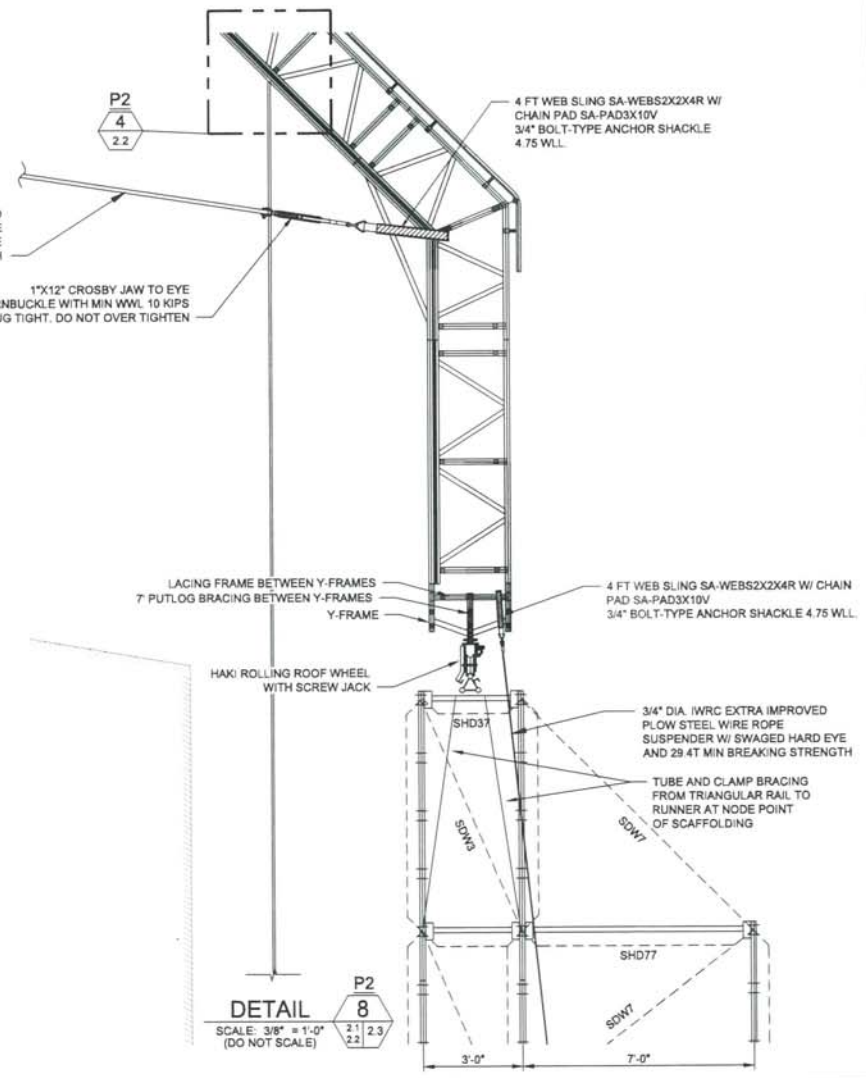 P2
4
2.2
4 FT WEB SLING SA-WEBS2X2X4R W/
CHAIN PAD SA-PAD3X10V
3/4" BOLT-TYPE ANCHOR SHACKLE
4.75 WLL.
1"X12" CROSBY JAW TO EYE
RNBUCKLE WITH MIN WWL 10 KIPS
UG TIGHT. DO NOT OVER TIGHTEN
LACING FRAME BETWEEN Y-FRAMES
7' PUTLOG BRACING BETWEEN Y-FRAMES
Y-FRAME
4 FT WEB SLING SA-WEBS2X2X4R W/ CHAIN
PAD SA-PAD3X10V
3/4" BOLT-TYPE ANCHOR SHACKLE 4.75 WLL.
HAKI ROLLING ROOF WHEEL
WITH SCREW JACK
SHD37
3/4" DIA. IWRC EXTRA IMPROVED
PLOW STEEL WIRE ROPE
SUSPENDER W/ SWAGED HARD EYE
AND 29.4T MIN BREAKING STRENGTH
TUBE AND CLAMP BRACING
FROM TRIANGULAR RAIL TO
RUNNER AT NODE POINT
OF SCAFFOLDING
SDW3
SDW7
SHD77
SDW7
DETAIL
SCALE: 3/8" = 1'-0"
(DO NOT SCALE)
P2
8
2.1 2.3
2.2
3'-0"
7'-0"